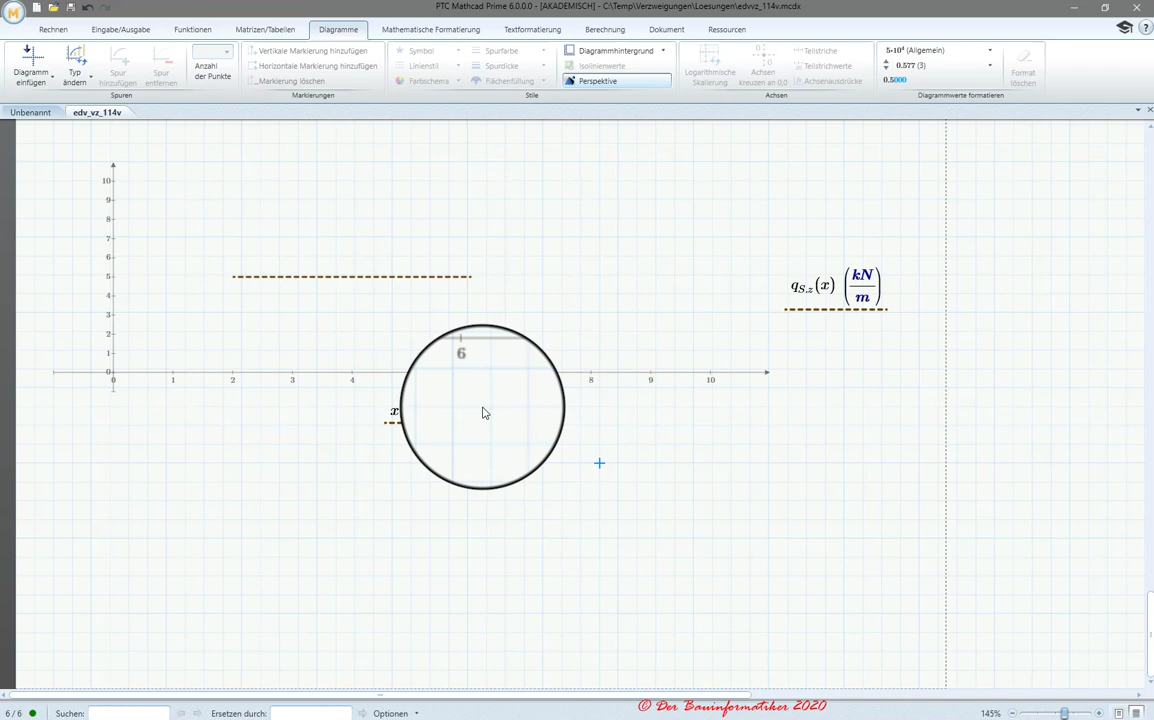 PTC Mathcad Prime 6.0.0.0 - [AKADEMISCH] - C:\Temp\Verzweigungen\Loesungen\edvvz_114v.mcdx
Rechnen Eingabe/Ausgabe Funktionen Matrizen/Tabellen Diagramme Mathematische Formatierung Textformatierung Berechnung Dokument Ressourcen
Diagramm einfügen
Typ ändern
Spur hinzufügen
Spur entfernen
Anzahl der Punkte
Spuren
Vertikale Markierung hinzufügen
Horizontale Markierung hinzufügen
Markierung löschen
Markierungen
Symbol
Linienstil
Farbschema
Spurfarbe
Spurdicke
Flächenfüllung
Diagrammhintergrund
Isolinienwerte
Perspektive
Stile
Logarithmische Skalierung
Achsen kreuzen an 0,0
Teilstriche
Teilstrichwerte
Achsenausdrücke
Achsen
5·10⁴ (Allgemein)
0.577 (3)
0.5000
Format löschen
Diagrammwerte formatieren
Unbenannt edv_vz_114v
10
9
8
7
6
5
4
3
2
1
0
0 1 2 3 4 6 8 9 10
x
q_S.z(x) (kN/m)
6 / 6 Suchen: Ersetzen durch: Optionen
© Der Bauinformatiker 2020
145%